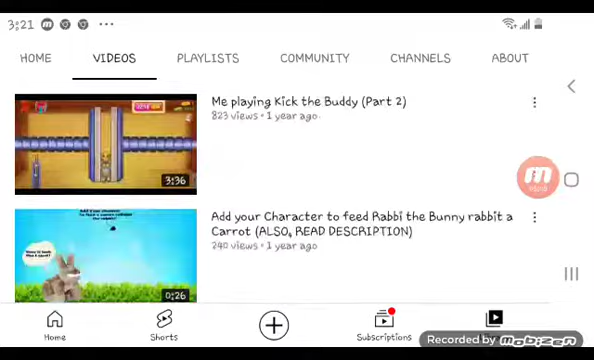 3:21
HOME VIDEOS PLAYLISTS COMMUNITY CHANNELS ABOUT
Me playing Kick the Buddy (Part 2)
823 views • 1 year ago
3:36
Add your Character to feed Rabbi the Bunny rabbit a
Carrot (ALSO, READ DESCRIPTION)
240 views • 1 year ago
0:26
Home Shorts Subscriptions
Recorded by Mobizen